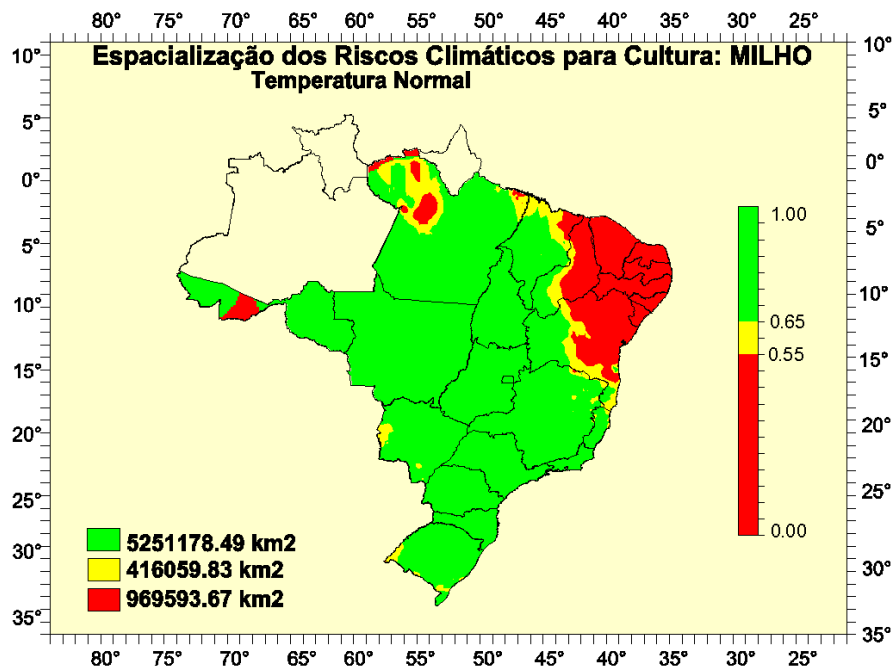 80° 75° 70° 65° 60° 55° 50° 45° 40° 35° 30° 25°
10° Espacialização dos Riscos Climáticos para Cultura: MILHO 10°
Temperatura Normal
5° 5°
0° 0°
1.00
5° 5°
10° 10°
0.65
0.55
15° 15°
20° 20°
25° 25°
0.00
5251178.49 km2
30° 30°
416059.83 km2
969593.67 km2
35° 35°
80° 75° 70° 65° 60° 55° 50° 45° 40° 35° 30° 25°